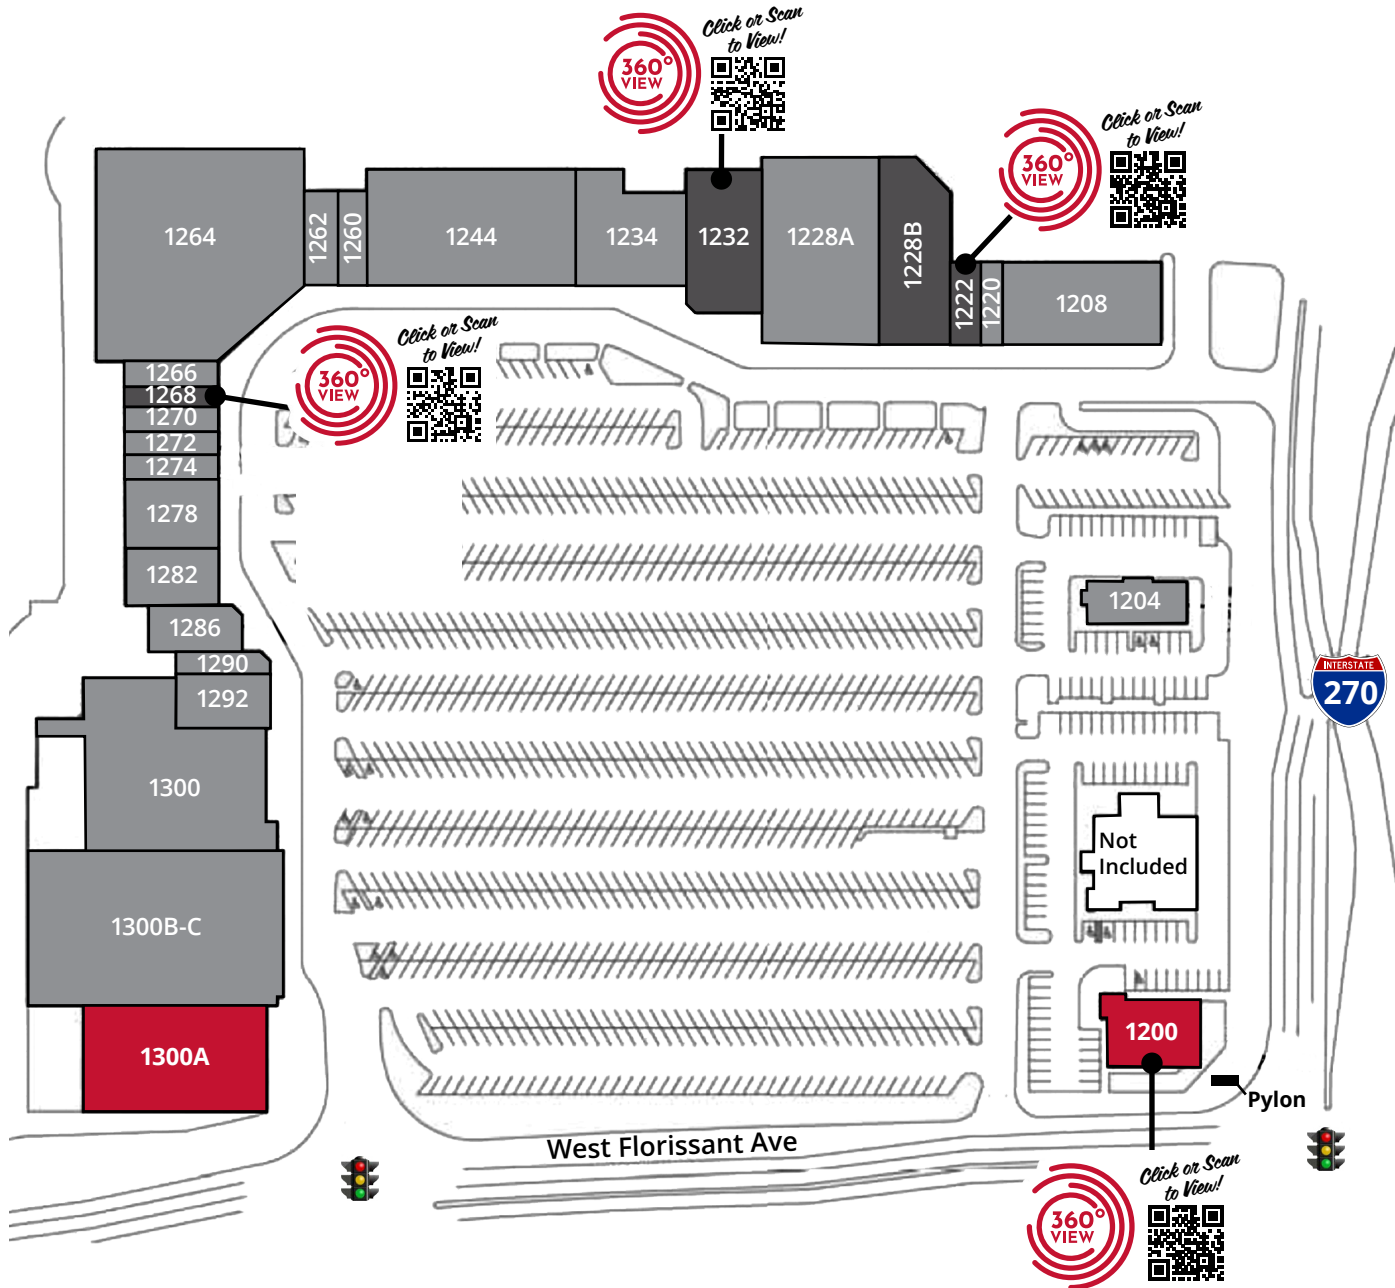 Click or Scan
to View!
360°
VIEW
Click or Scan
to View!
360°
VIEW
1264
1262
1260
1244
1234
1232
1228A
1228B
1222
1220
1208
Click or Scan
to View!
360°
VIEW
1266
1268
1270
1272
1274
1278
1282
1286
1290
1292
1300
1300B-C
1300A
1204
INTERSTATE
270
Not
Included
1200
Pylon
West Florissant Ave
Click or Scan
to View!
360°
VIEW